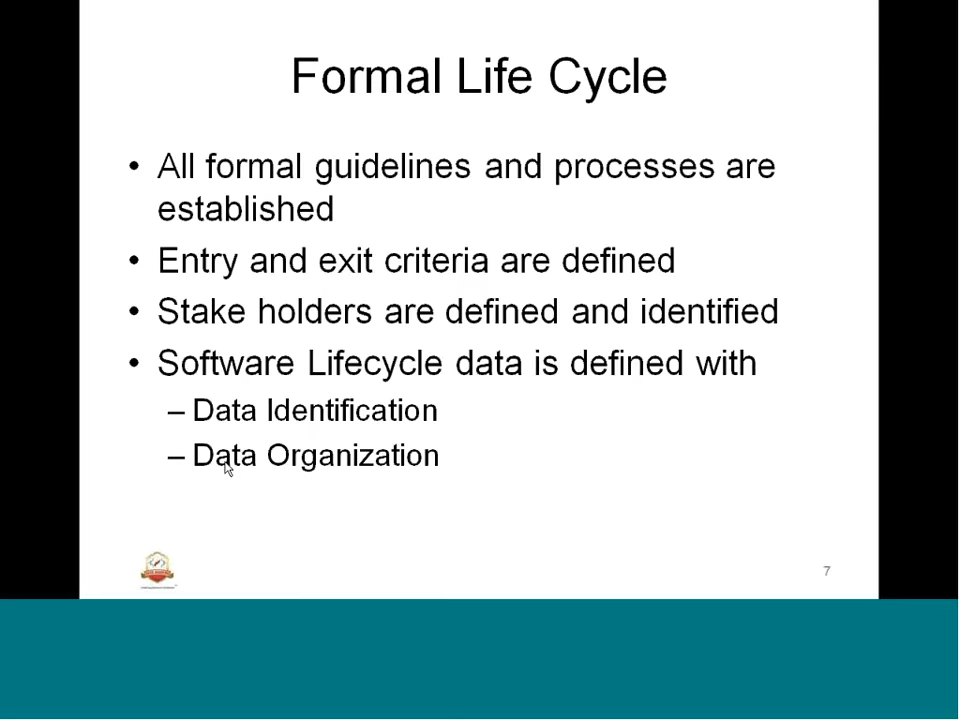 Formal Life Cycle
• All formal guidelines and processes are
established
• Entry and exit criteria are defined
• Stake holders are defined and identified
• Software Lifecycle data is defined with
– Data Identification
– Data Organization
7